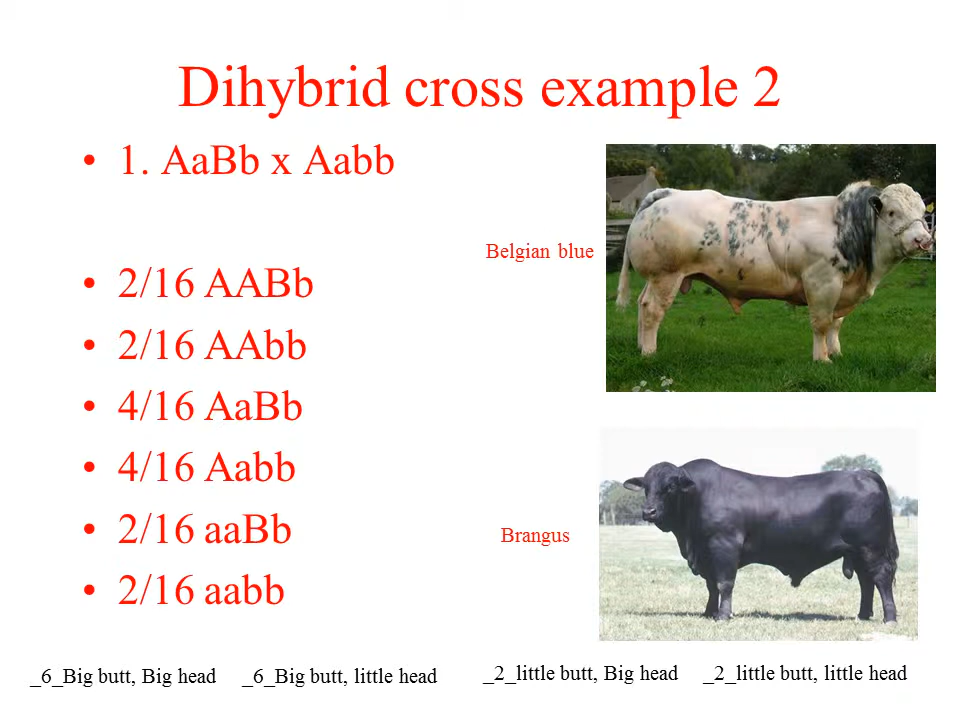 Dihybrid cross example 2
• 1. AaBb x Aabb
Belgian blue
• 2/16 AABb
• 2/16 AAbb
• 4/16 AaBb
• 4/16 Aabb
• 2/16 aaBb
Brangus
• 2/16 aabb
_6_Big butt, Big head _6_Big butt, little head _2_little butt, Big head _2_little butt, little head